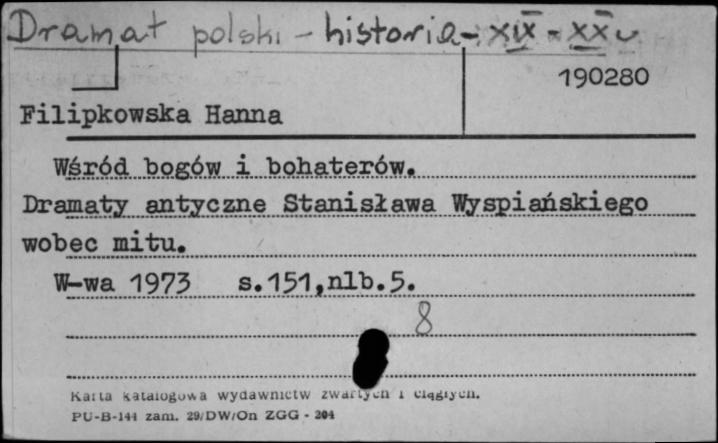 Dramat polski - historia - XIX - XX w
190280
Filipkowska Hanna
Wśród bogów i bohaterów.
Dramaty antyczne Stanisława Wyspiańskiego
wobec mitu.
W-wa 1973 s.151,nlb.5.
8
Karta katalogowa wydawnictw zwartych i ciągłych.
PU-B-144 zam. 29/DW/On ZGG - 204